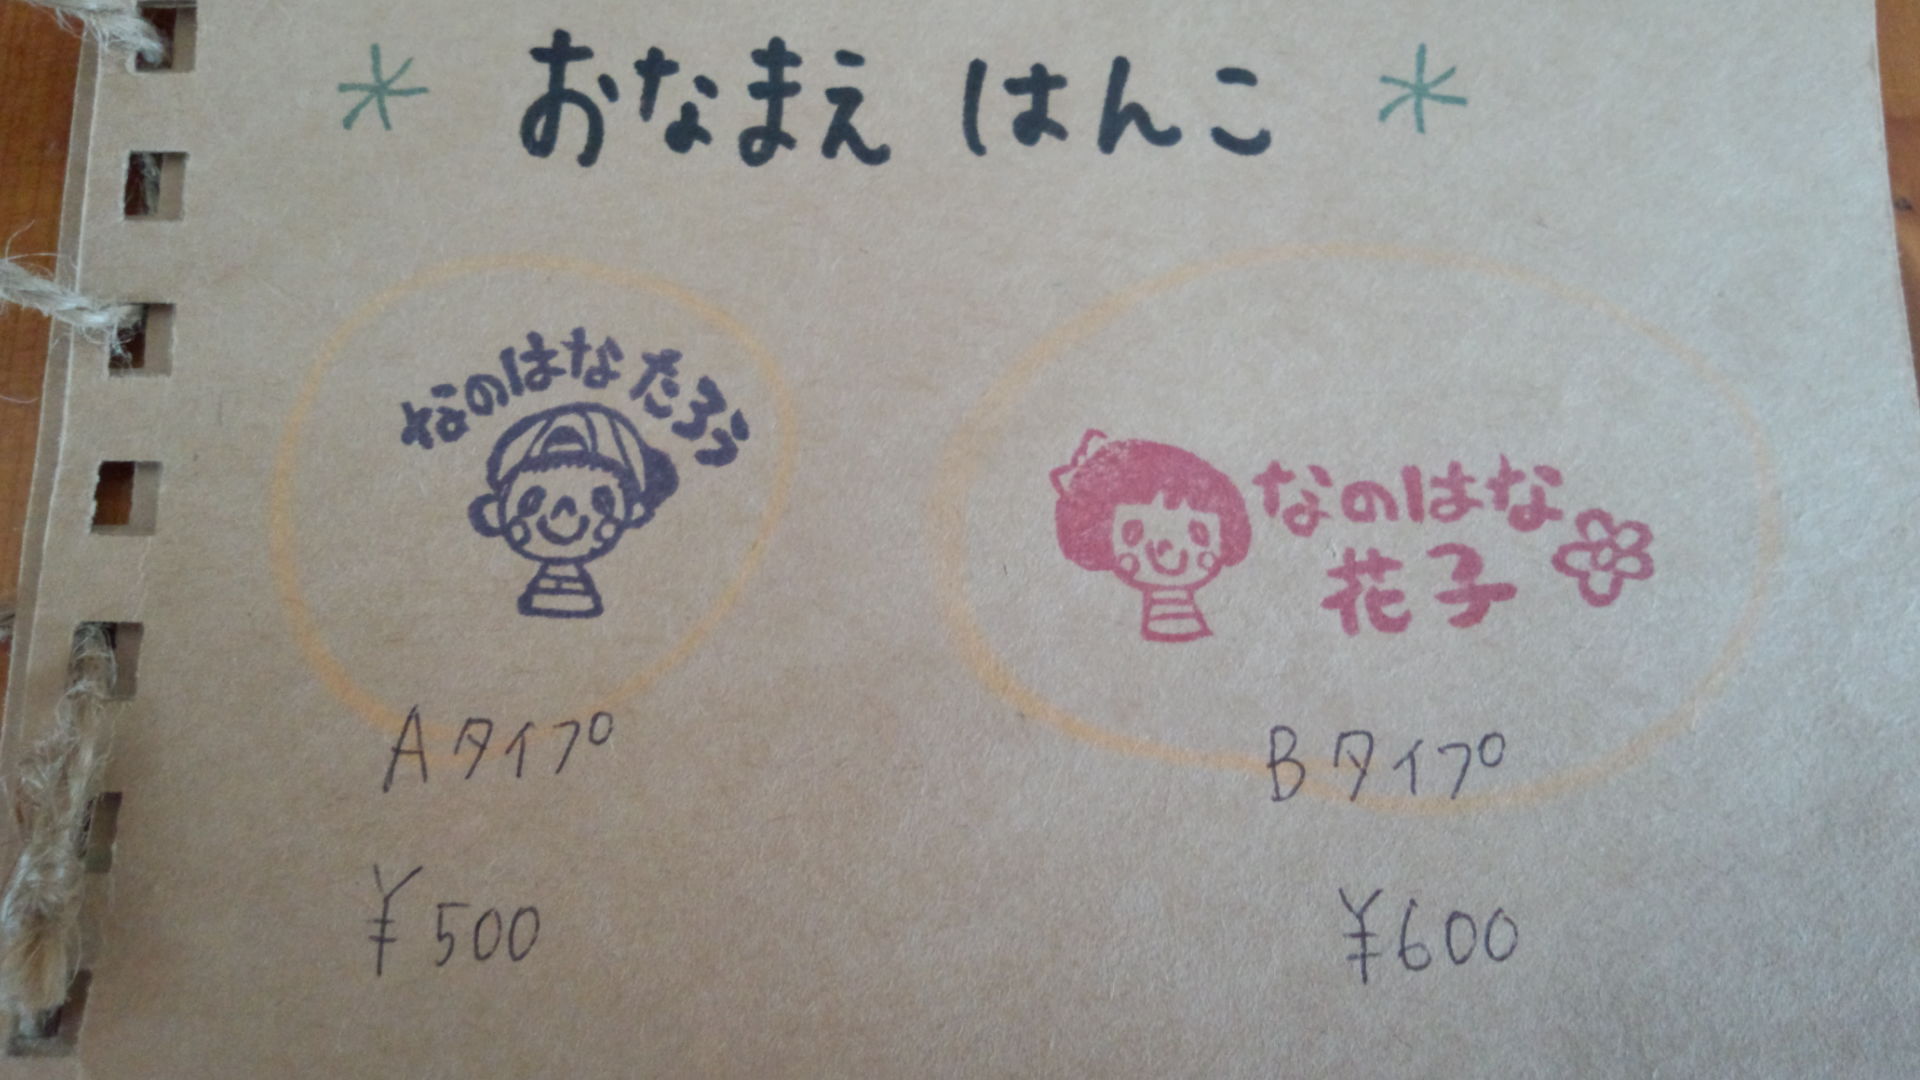 * おなまえ はんこ *
なのはな たろう
なのはな
花子
Aタイプ
Bタイプ
¥500
¥600